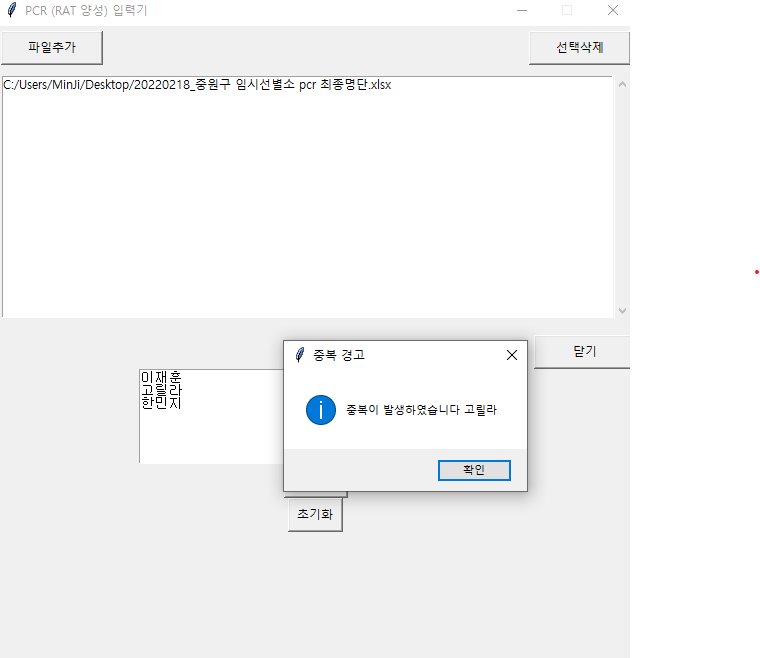 PCR (RAT 양성) 입력기
파일추가
선택삭제
C:/Users/MinJi/Desktop/20220218_중원구 임시선별소 pcr 최종명단.xlsx
닫기
이재훈
고릴라
한민지
중복 경고
중복이 발생하였습니다 고릴라
확인
초기화